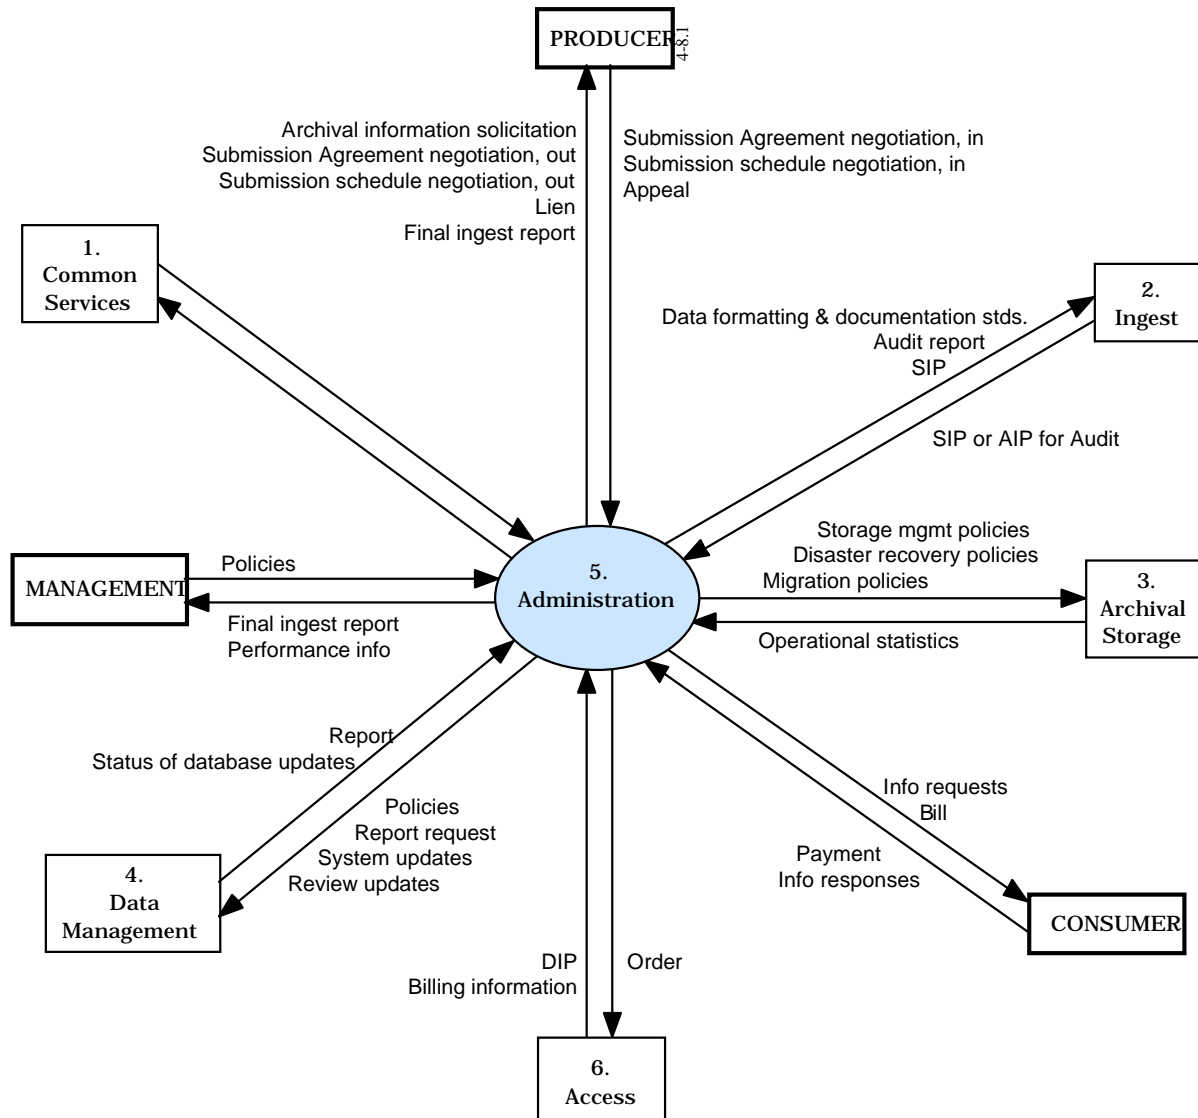 PRODUCER
4-8.1
Archival information solicitation
Submission Agreement negotiation, out
Submission schedule negotiation, out
Lien
Final ingest report
Submission Agreement negotiation, in
Submission schedule negotiation, in
Appeal
1.
Common
Services
2.
Ingest
Data formatting & documentation stds.
Audit report
SIP
SIP or AIP for Audit
MANAGEMENT
Policies
Final ingest report
Performance info
5.
Administration
Storage mgmt policies
Disaster recovery policies
Migration policies
Operational statistics
3.
Archival
Storage
Report
Status of database updates
Policies
Report request
System updates
Review updates
4.
Data
Management
Info requests
Bill
Payment
Info responses
CONSUMER
DIP
Billing information
Order
6.
Access